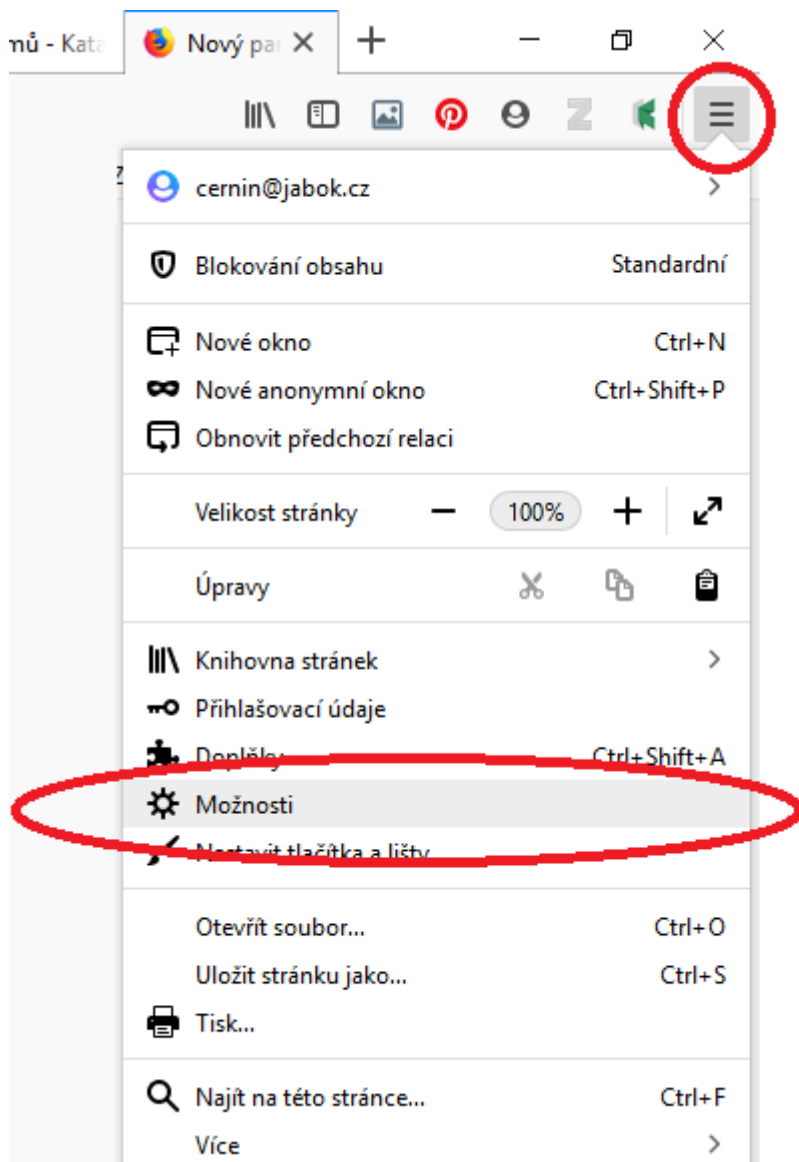 mů - Kata
Nový pa
cernin@jabok.cz
Blokování obsahu Standardní
Nové okno Ctrl+N
Nové anonymní okno Ctrl+Shift+P
Obnovit předchozí relaci
Velikost stránky 100%
Úpravy
Knihovna stránek
Přihlašovací údaje
Doplňky Ctrl+Shift+A
Možnosti
Nastavit tlačítka a lišty
Otevřít soubor... Ctrl+O
Uložit stránku jako... Ctrl+S
Tisk...
Najít na této stránce... Ctrl+F
Více